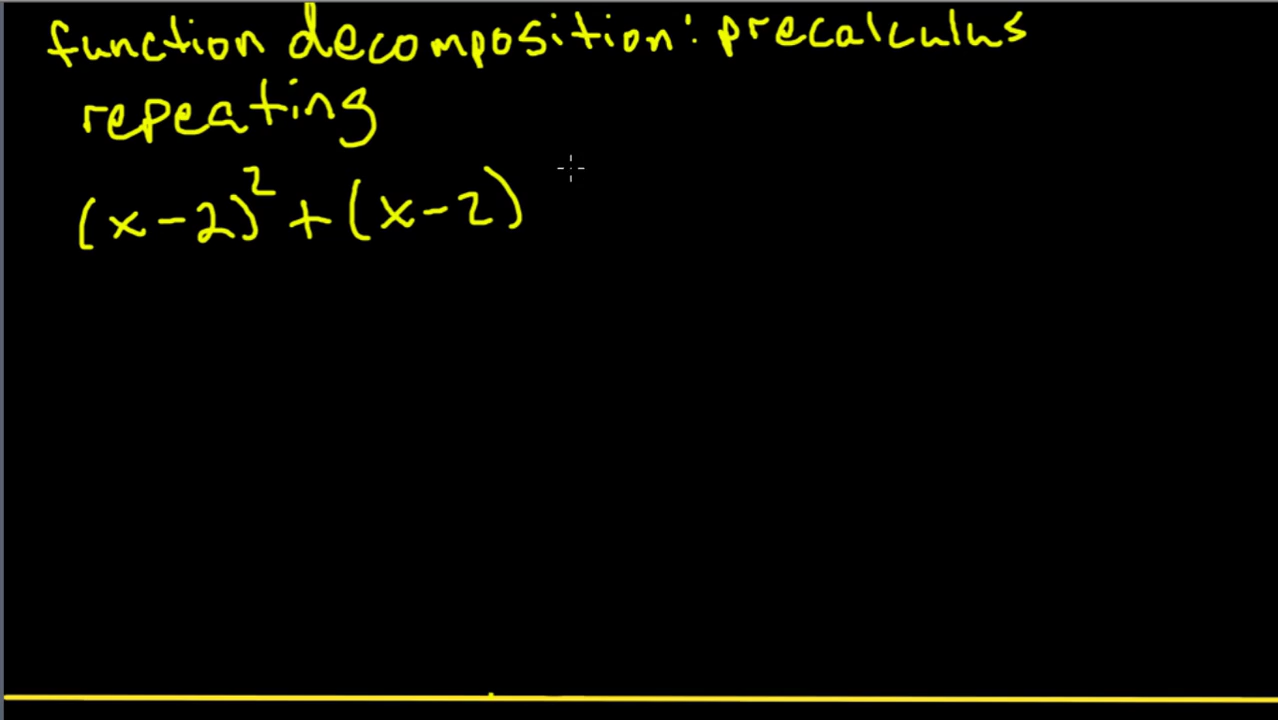 function decomposition: precalculus
repeating
(x-2)² + (x-2)